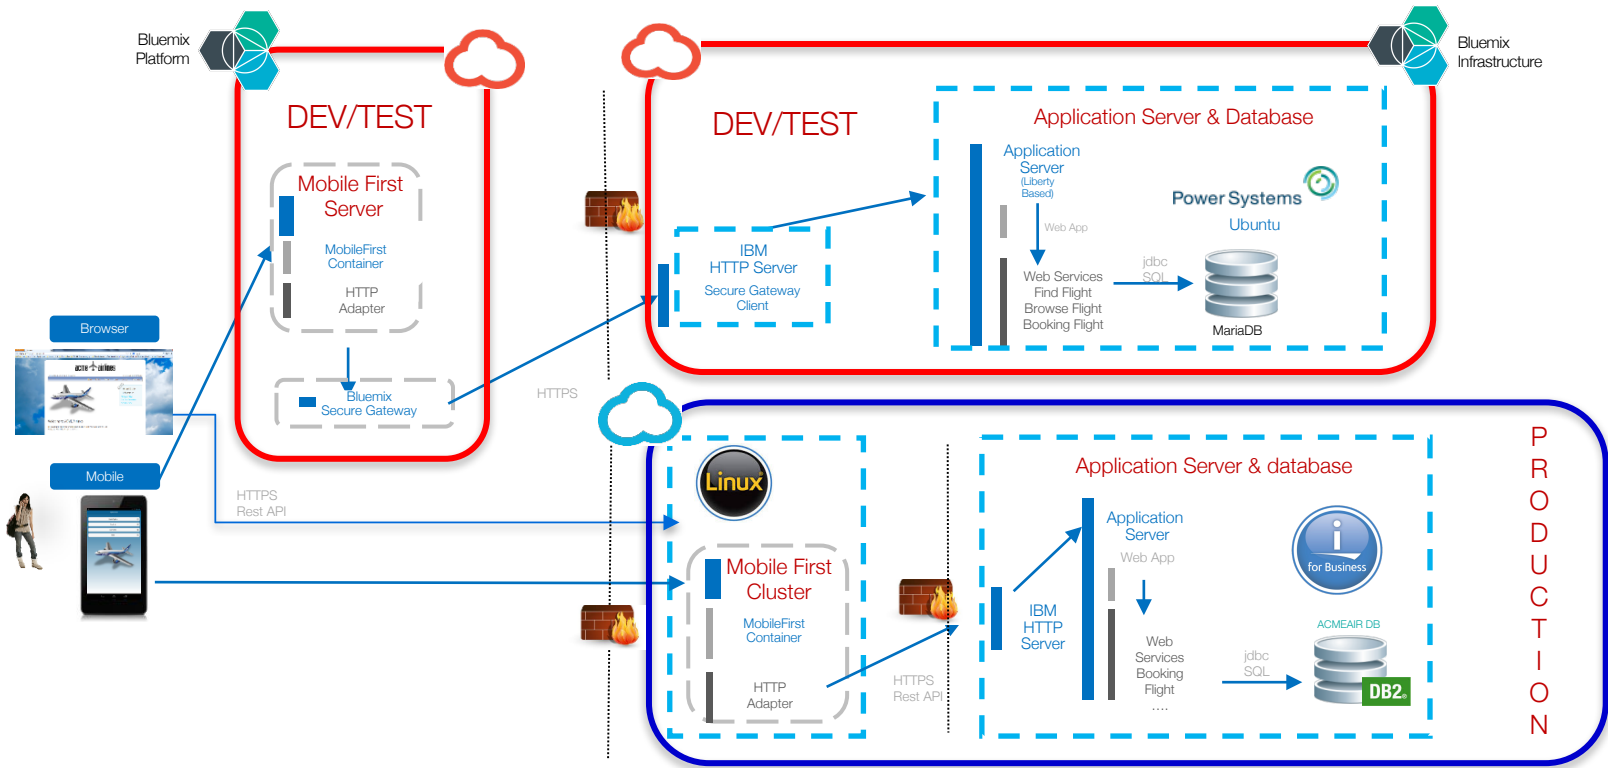 Bluemix
Platform
DEV/TEST
Mobile First
Server
MobileFirst
Container
HTTP
Adapter
Bluemix
Secure Gateway
Browser
acme airlines
Mobile
HTTPS
Rest API
HTTPS
Bluemix
Infrastructure
DEV/TEST
IBM
HTTP Server
Secure Gateway
Client
Application Server & Database
Application
Server
(Liberty
Based)
Web App
Web Services
Find Flight
Browse Flight
Booking Flight
jdbc
SQL
Power Systems
Ubuntu
MariaDB
Linux
Mobile First
Cluster
MobileFirst
Container
HTTP
Adapter
HTTPS
Rest API
Application Server & database
IBM
HTTP
Server
Application
Server
Web App
Web
Services
Booking
Flight
....
jdbc
SQL
i
for Business
ACMEAIR DB
DB2®
P
R
O
D
U
C
T
I
O
N